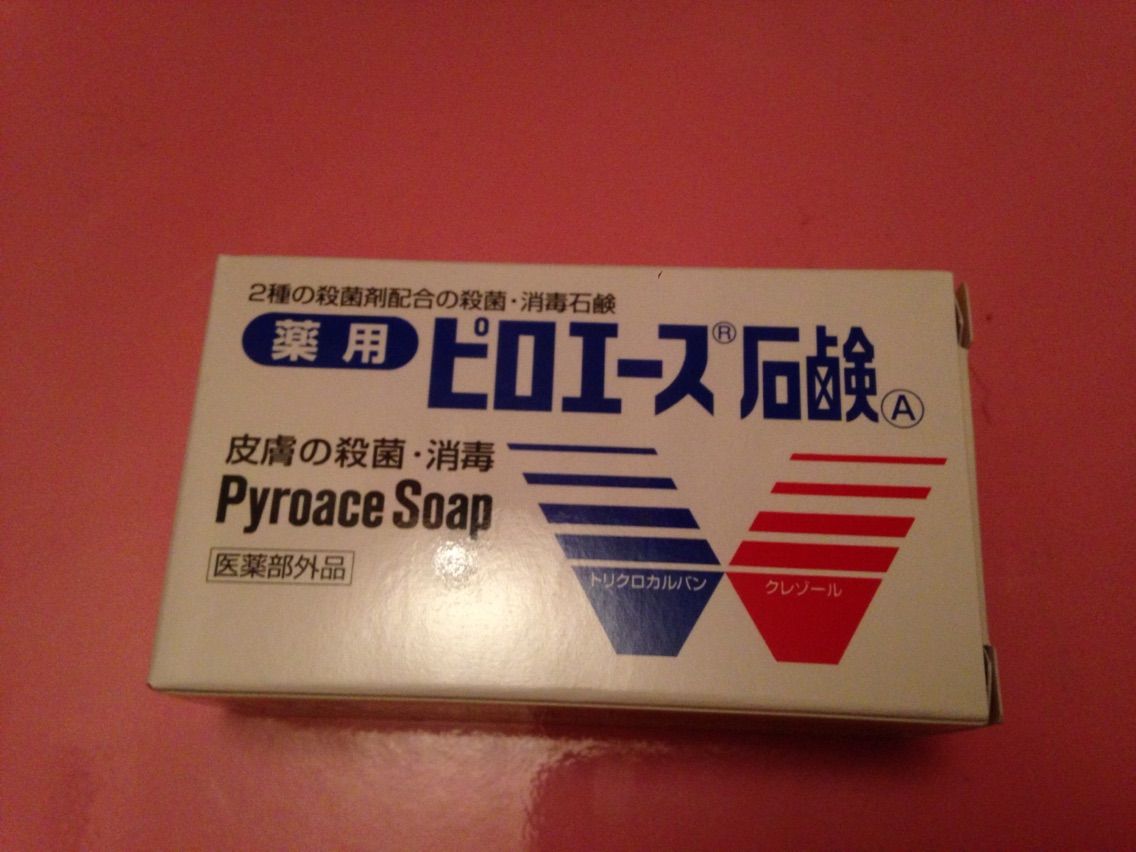 2種の殺菌剤配合の殺菌・消毒石鹸
薬用 ピロエース® 石鹸 Ⓐ
皮膚の殺菌・消毒
Pyroace Soap
医薬部外品
トリクロカルバン
クレゾール